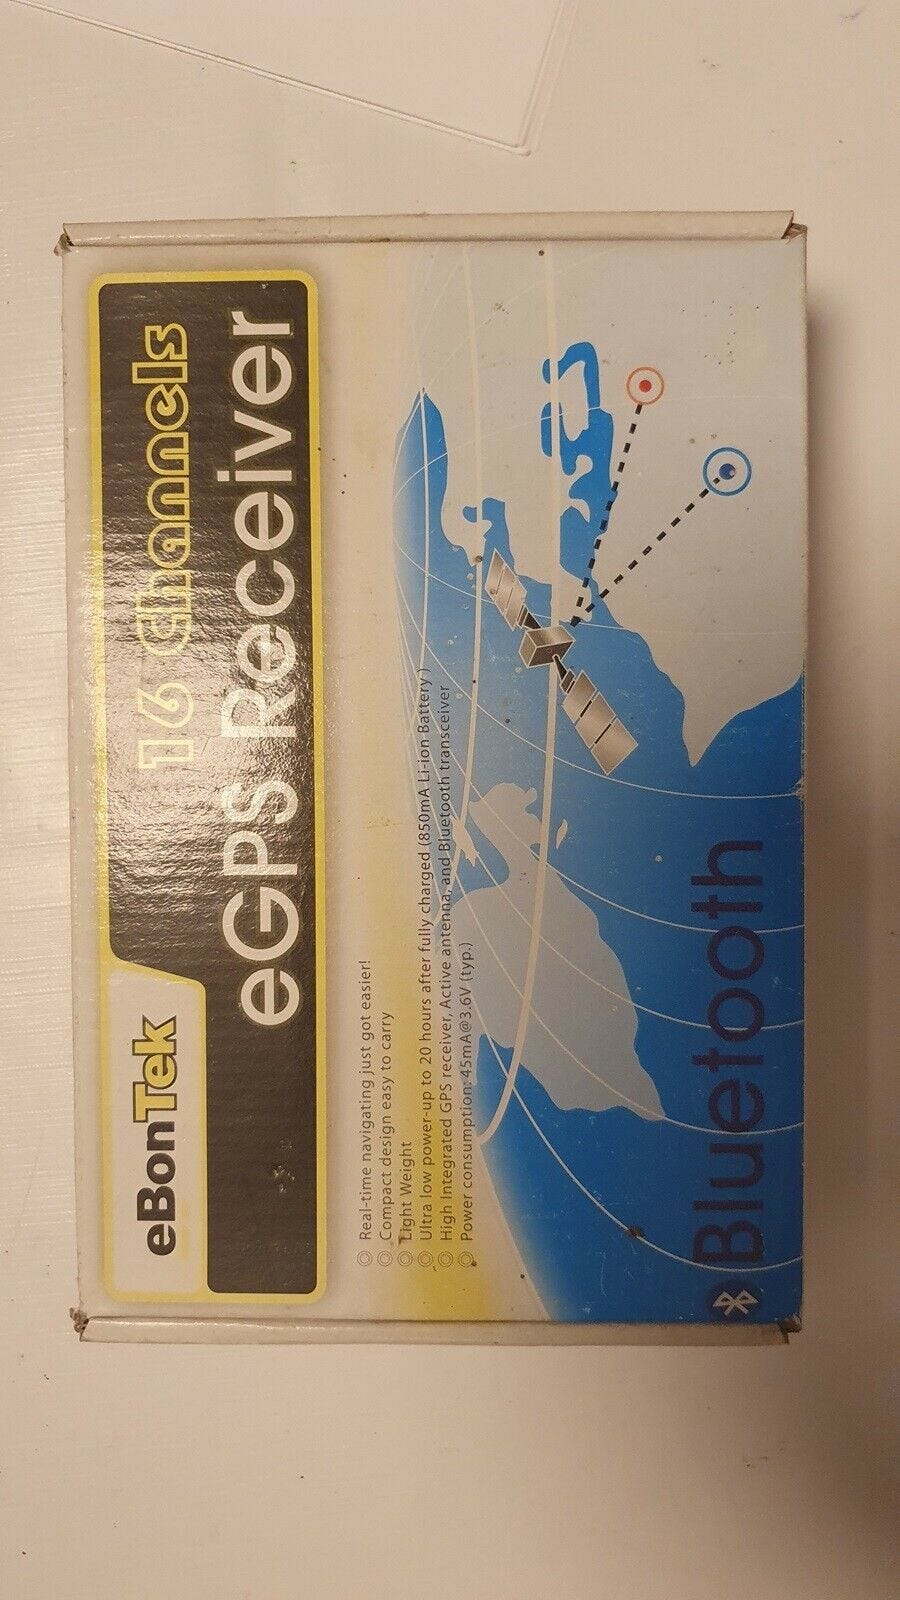 eBonTek
16 Channels
eGPS Receiver
Real-time navigating just got easier!
Compact design easy to carry
Light Weight
Ultra low power-up to 20 hours after fully charged (850mA Li-ion Battery)
High Integrated GPS receiver, Active antenna, and Bluetooth transceiver
Power consumption: 45mA@3.6V (typ.)
Bluetooth